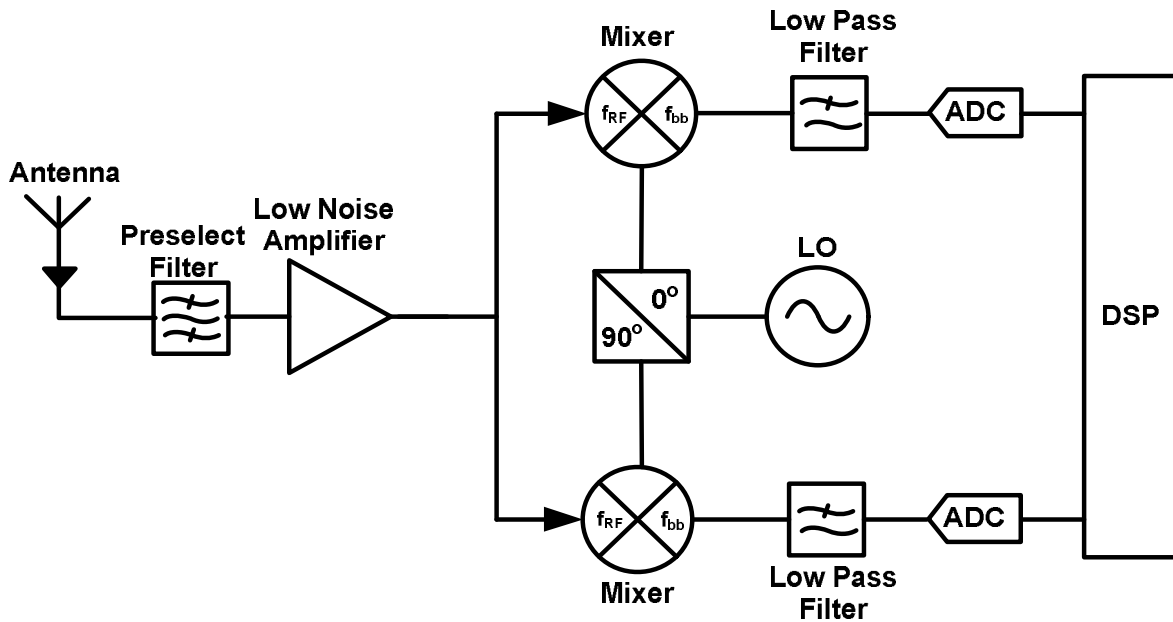 Mixer
Low Pass
Filter
f_RF
f_bb
ADC
Antenna
Low Noise
Amplifier
Preselect
Filter
LO
0°
90°
DSP
f_RF
f_bb
ADC
Mixer
Low Pass
Filter